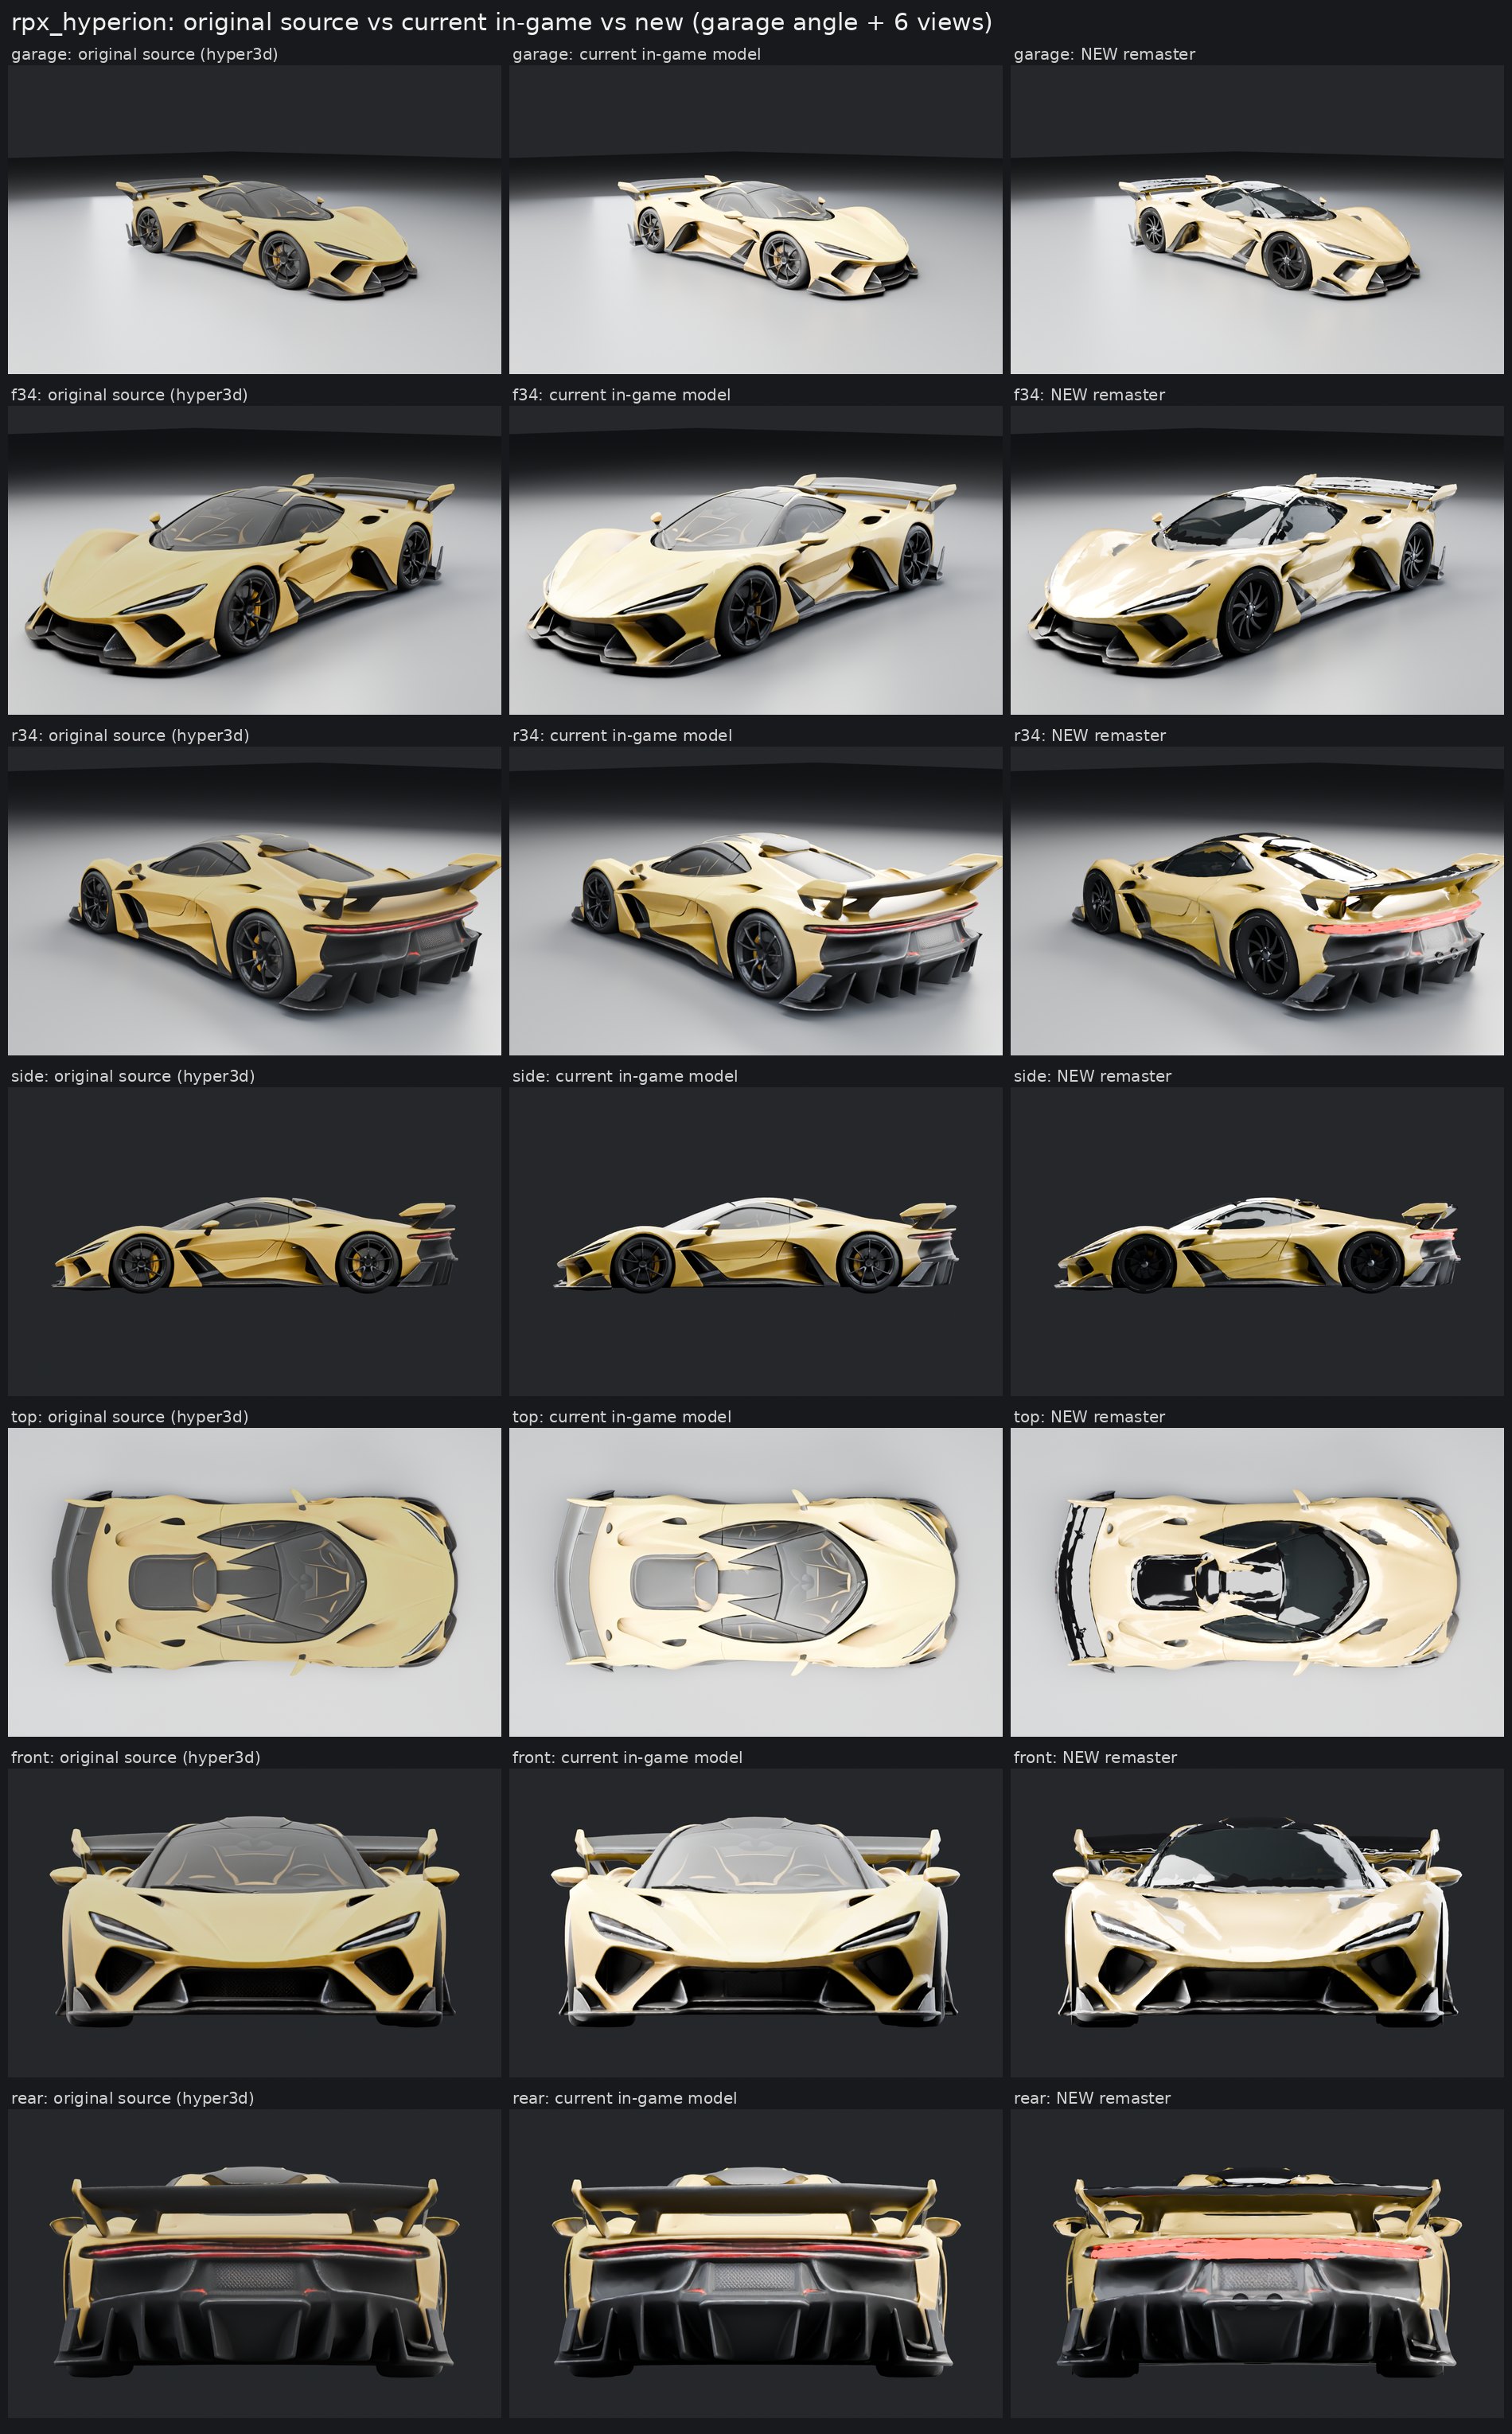 rpx_hyperion: original source vs current in-game vs new (garage angle + 6 views)
garage: original source (hyper3d)
garage: current in-game model
garage: NEW remaster
f34: original source (hyper3d)
f34: current in-game model
f34: NEW remaster
r34: original source (hyper3d)
r34: current in-game model
r34: NEW remaster
side: original source (hyper3d)
side: current in-game model
side: NEW remaster
top: original source (hyper3d)
top: current in-game model
top: NEW remaster
front: original source (hyper3d)
front: current in-game model
front: NEW remaster
rear: original source (hyper3d)
rear: current in-game model
rear: NEW remaster